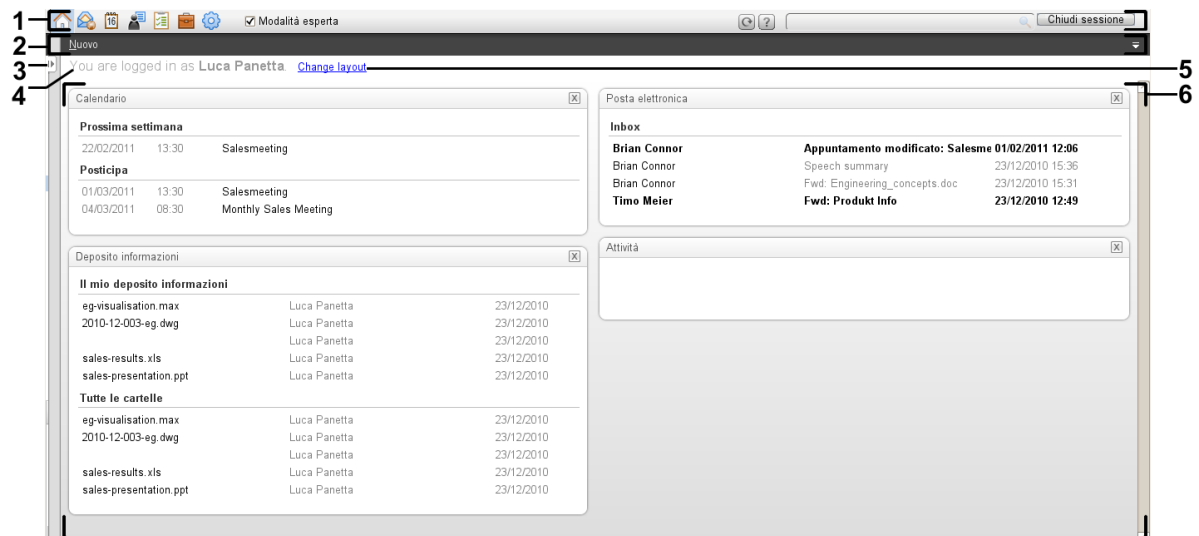 1
16
Modalità esperta
?
Chiudi sessione
2
Nuovo
3
4
You are logged in as Luca Panetta. Change layout
5
6
Calendario X
Prossima settimana
22/02/2011 13:30 Salesmeeting
Posticipa
01/03/2011 13:30 Salesmeeting
04/03/2011 08:30 Monthly Sales Meeting
Posta elettronica X
Inbox
Brian Connor Appuntamento modificato: Salesme 01/02/2011 12:06
Brian Connor Speech summary 23/12/2010 15:36
Brian Connor Fwd: Engineering_concepts.doc 23/12/2010 15:31
Timo Meier Fwd: Produkt Info 23/12/2010 12:49
Deposito informazioni X
Il mio deposito informazioni
eg-visualisation.max Luca Panetta 23/12/2010
2010-12-003-eg.dwg Luca Panetta 23/12/2010
Luca Panetta 23/12/2010
sales-results.xls Luca Panetta 23/12/2010
sales-presentation.ppt Luca Panetta 23/12/2010
Tutte le cartelle
eg-visualisation.max Luca Panetta 23/12/2010
2010-12-003-eg.dwg Luca Panetta 23/12/2010
Luca Panetta 23/12/2010
sales-results.xls Luca Panetta 23/12/2010
sales-presentation.ppt Luca Panetta 23/12/2010
Attività X